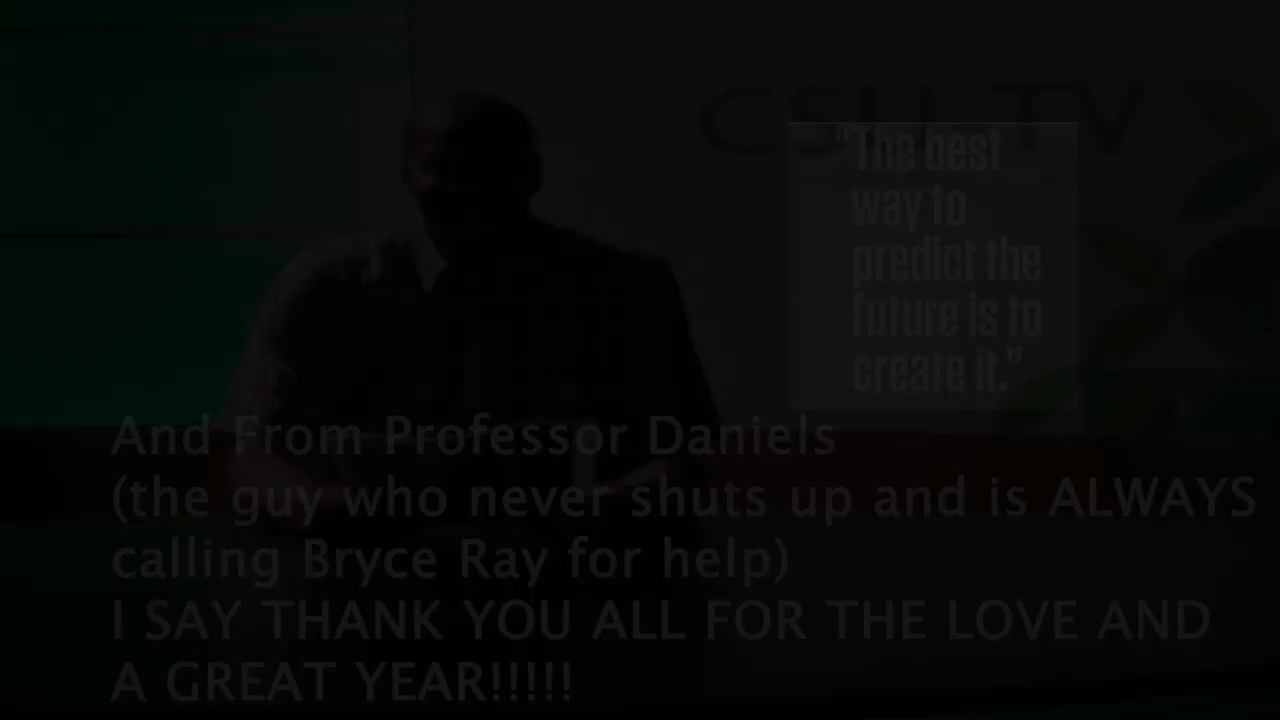 CSU TV
“The best
way to
predict the
future is to
create it.”
And From Professor Daniels
(the guy who never shuts up and is ALWAYS
calling Bryce Ray for help)
I SAY THANK YOU ALL FOR THE LOVE AND
A GREAT YEAR!!!!!